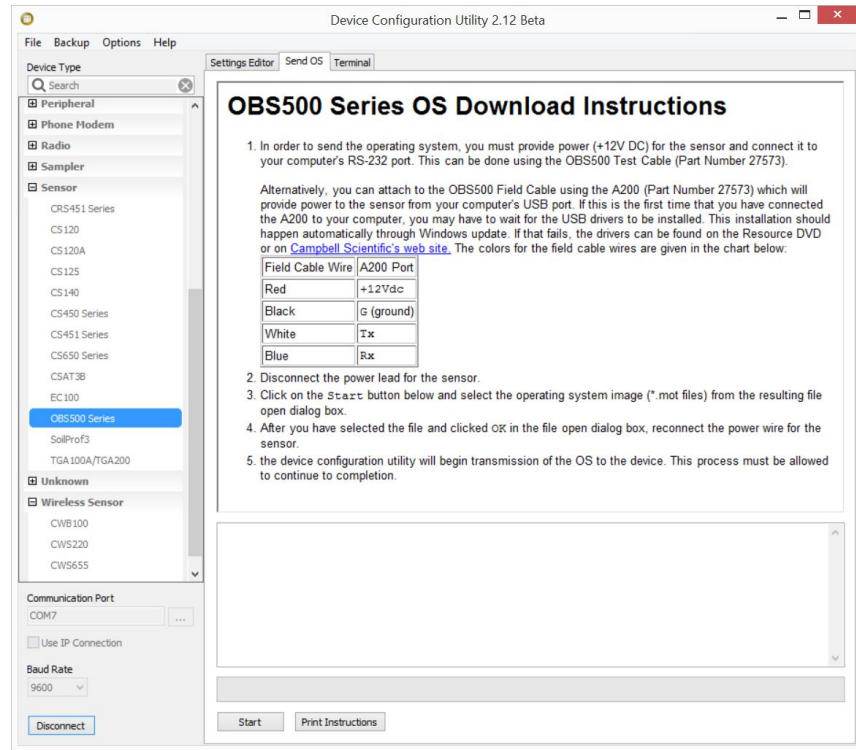 Device Configuration Utility 2.12 Beta
File Backup Options Help
Device Type
Search
Peripheral
Phone Modem
Radio
Sampler
Sensor
CRS451 Series
CS120
CS120A
CS125
CS140
CS450 Series
CS451 Series
CS650 Series
CSAT3B
EC100
OBS500 Series
SoilProf3
TGA100A/TGA200
Unknown
Wireless Sensor
CWB100
CWS220
CWS655
Communication Port
COM7
...
Use IP Connection
Baud Rate
9600
Disconnect
Settings Editor Send OS Terminal
OBS500 Series OS Download Instructions
1. In order to send the operating system, you must provide power (+12V DC) for the sensor and connect it to
your computer's RS-232 port. This can be done using the OBS500 Test Cable (Part Number 27573).
Alternatively, you can attach to the OBS500 Field Cable using the A200 (Part Number 27573) which will
provide power to the sensor from your computer's USB port. If this is the first time that you have connected
the A200 to your computer, you may have to wait for the USB drivers to be installed. This installation should
happen automatically through Windows update. If that fails, the drivers can be found on the Resource DVD
or on Campbell Scientific's web site. The colors for the field cable wires are given in the chart below:
Field Cable Wire A200 Port
Red +12Vdc
Black G (ground)
White Tx
Blue Rx
2. Disconnect the power lead for the sensor.
3. Click on the Start button below and select the operating system image (*.mot files) from the resulting file
open dialog box.
4. After you have selected the file and clicked OK in the file open dialog box, reconnect the power wire for the
sensor.
5. the device configuration utility will begin transmission of the OS to the device. This process must be allowed
to continue to completion.
Start Print Instructions